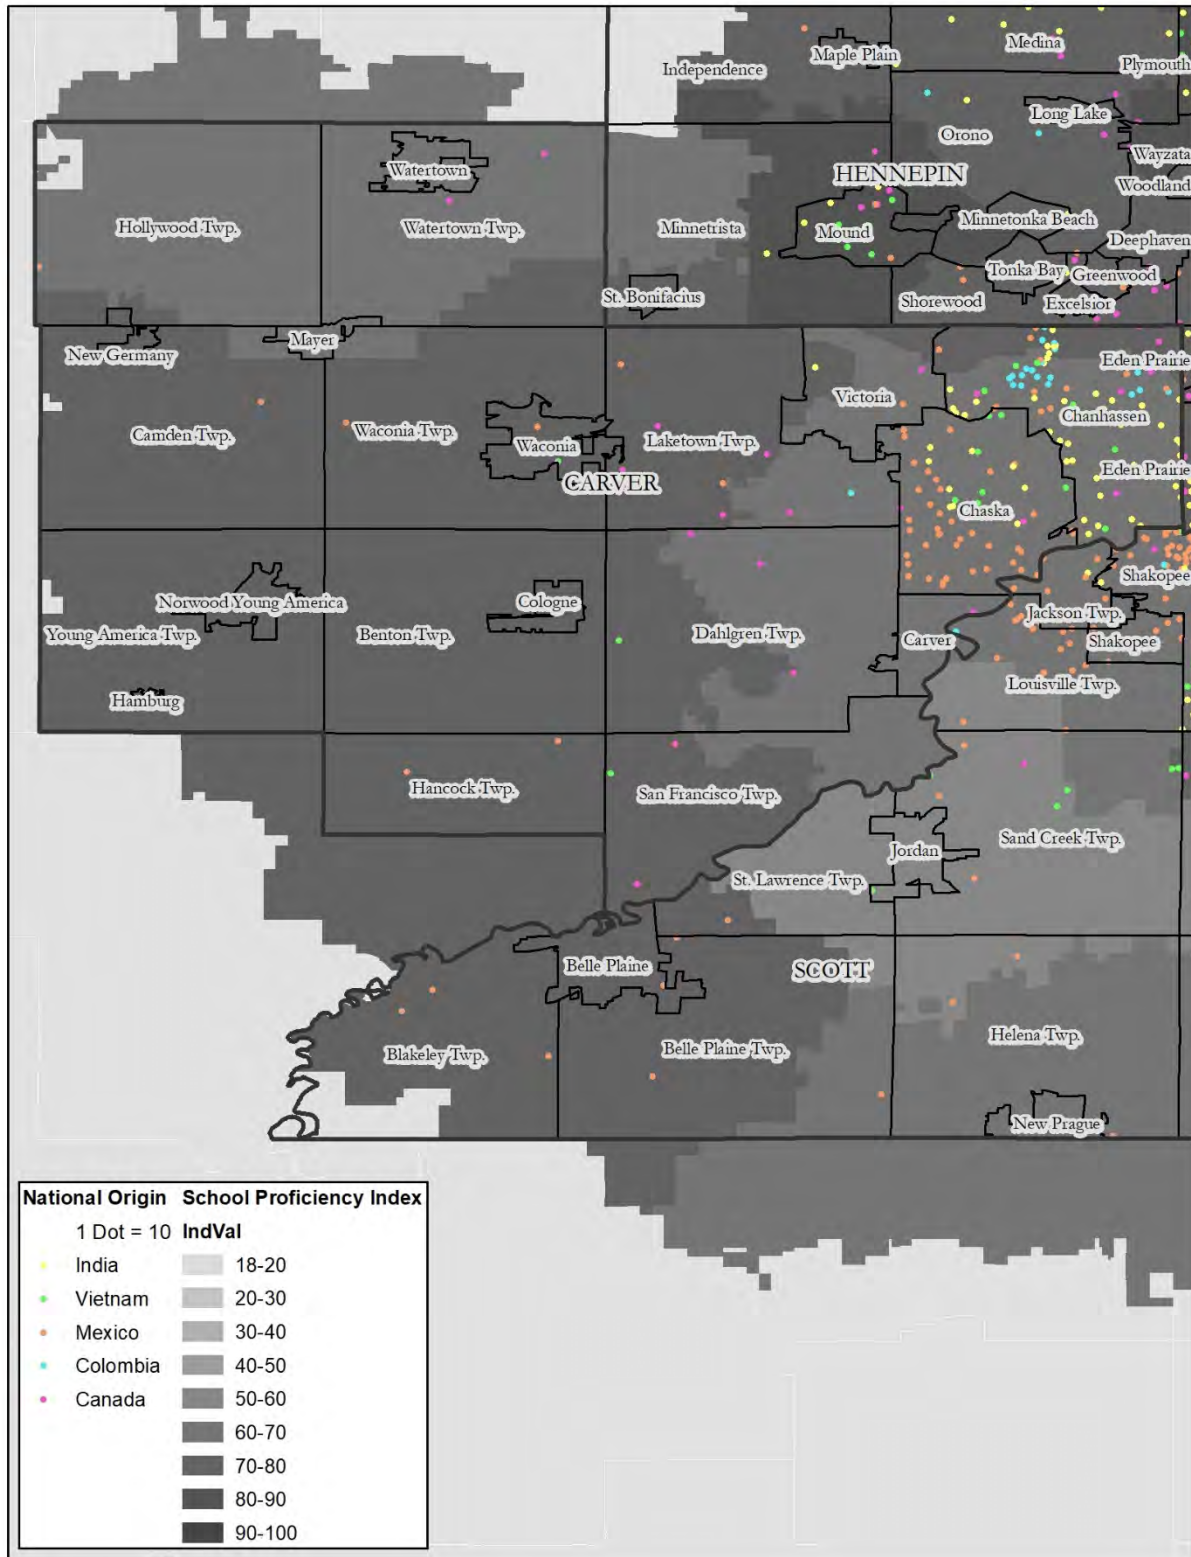 Maple Plain
Medina
Independence
Plymouth
Long Lake
Orono
Wayzata
Watertown
HENNEPIN
Woodland
Hollywood Twp.
Watertown Twp.
Minnetrista
Mound
Minnetonka Beach
Deephaven
Tonka Bay
Greenwood
St. Bonifacius
Shorewood
Excelsior
New Germany
Mayer
Eden Prairie
Victoria
Chanhassen
Camden Twp.
Waconia Twp.
Waconia
Laketown Twp.
Eden Prairie
CARVER
Chaska
Shakopee
Norwood Young America
Cologne
Jackson Twp.
Young America Twp.
Benton Twp.
Dahlgren Twp.
Carver
Shakopee
Hamburg
Louisville Twp.
Hancock Twp.
San Francisco Twp.
Sand Creek Twp.
Jordan
St. Lawrence Twp.
Belle Plaine
SCOTT
Helena Twp.
Blakeley Twp.
Belle Plaine Twp.
New Prague
National Origin School Proficiency Index
1 Dot = 10 IndVal
India 18-20
Vietnam 20-30
Mexico 30-40
Colombia 40-50
Canada 50-60
60-70
70-80
80-90
90-100